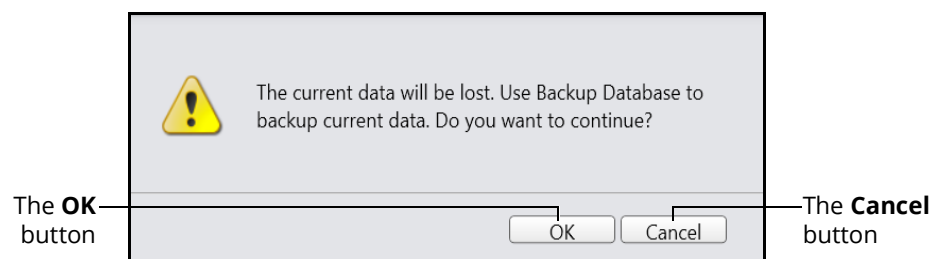 The current data will be lost. Use Backup Database to
backup current data. Do you want to continue?
The OK
button
OK
Cancel
The Cancel
button